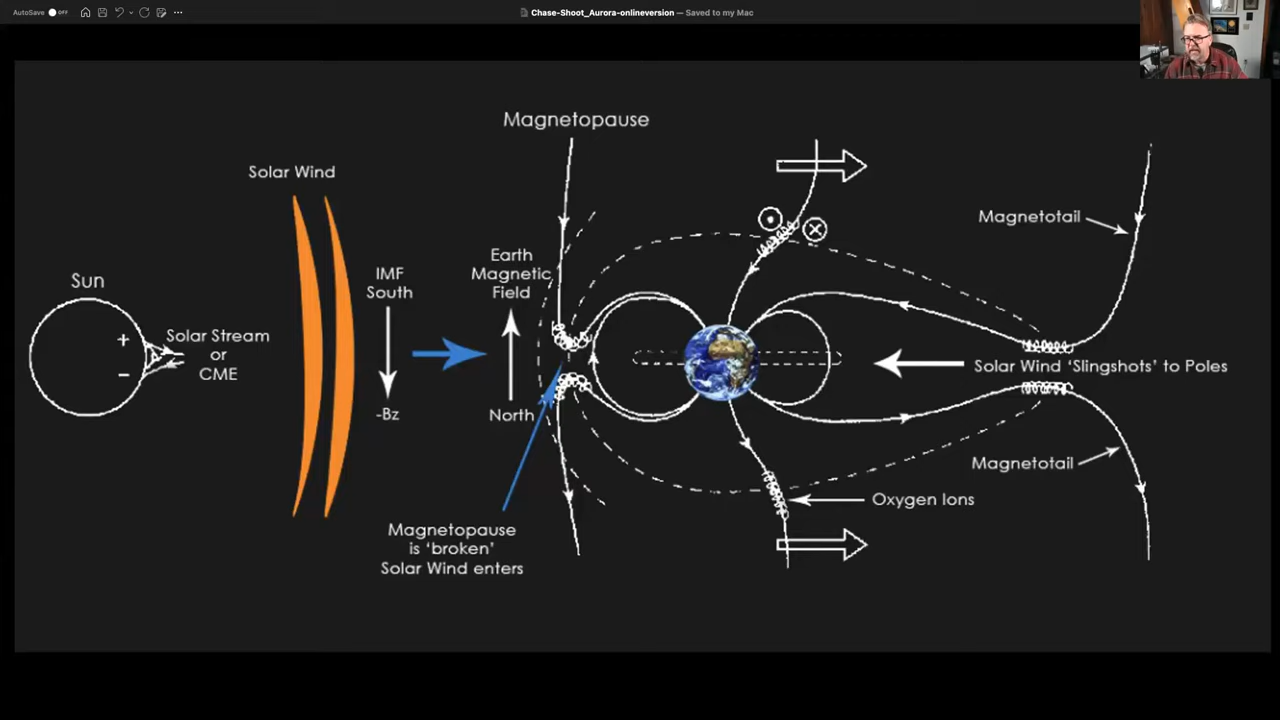 AutoSave OFF
Chase-Shoot_Aurora-onlineversion — Saved to my Mac
Magnetopause
Solar Wind
Magnetotail
Sun
+
−
Solar Stream
or
CME
IMF
South
-Bz
Earth
Magnetic
Field
North
Solar Wind ‘Slingshots’ to Poles
Magnetotail
Oxygen Ions
Magnetopause
is ‘broken’
Solar Wind enters